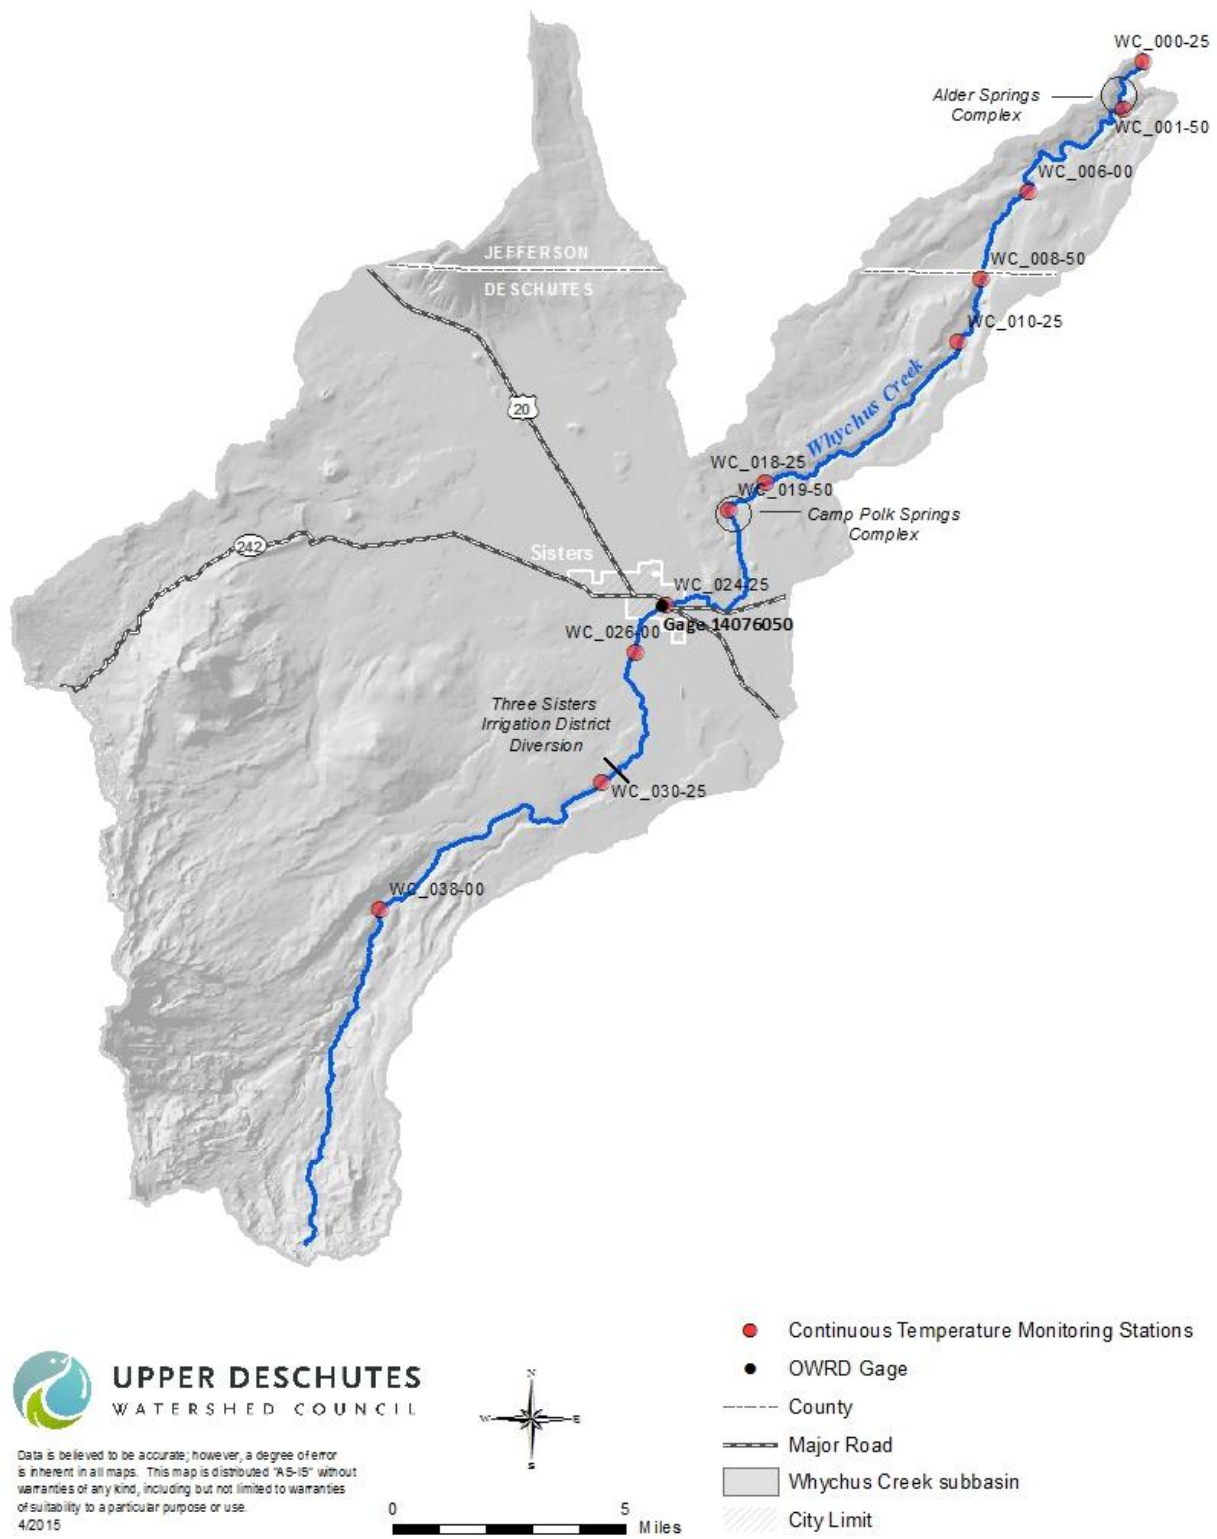 WC_000-25
Alder Springs
Complex
WC_001-50
WC_006-00
JEFFERSON
DESCHUTES
WC_008-50
WC_010-25
20
Whychus Creek
WC_018-25
WC_019-50
Camp Polk Springs
Complex
242
Sisters
WC_024-25
Gage 14076050
WC_026-00
Three Sisters
Irrigation District
Diversion
WC_030-25
WC_038-00
Continuous Temperature Monitoring Stations
OWRD Gage
County
Major Road
Whychus Creek subbasin
City Limit
UPPER DESCHUTES
WATERSHED COUNCIL
N
W
E
S
Data is believed to be accurate; however, a degree of error
is inherent in all maps. This map is distributed "AS-IS" without
warranties of any kind, including but not limited to warranties
of suitability to a particular purpose or use.
4/2015
0 5
Miles